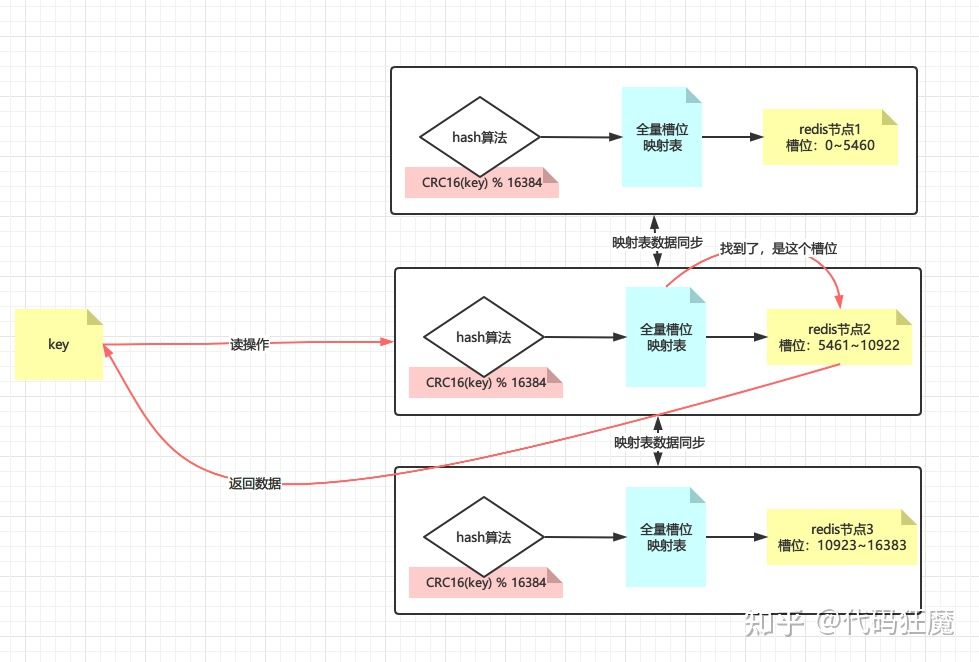 hash算法
CRC16(key) % 16384
全量槽位
映射表
redis节点1
槽位：0~5460
映射表数据同步
找到了，是这个槽位
key
读操作
hash算法
CRC16(key) % 16384
全量槽位
映射表
redis节点2
槽位：5461~10922
映射表数据同步
返回数据
hash算法
CRC16(key) % 16384
全量槽位
映射表
redis节点3
槽位：10923~16383
知乎 @代码狂魔